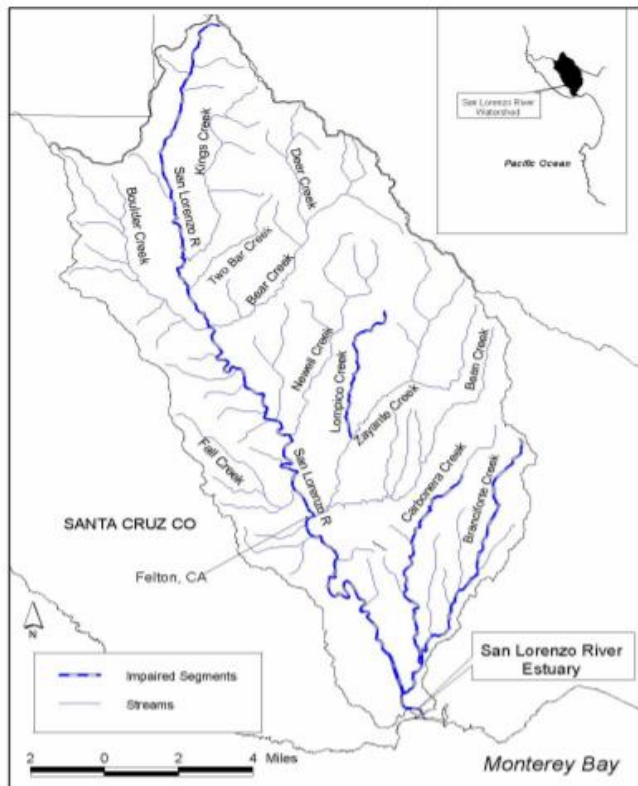 San Lorenzo River
Watershed
Pacific Ocean
Kings Creek
Deer Creek
San Lorenzo R
Boulder Creek
Two Bar Creek
Bear Creek
Newell Creek
Lompico Creek
Zayante Creek
Bean Creek
Fall Creek
San Lorenzo R
Carbonera Creek
Branciforte Creek
SANTA CRUZ CO
Felton, CA
N
San Lorenzo River
Estuary
Impaired Segments
Streams
2 0 2 4 Miles
Monterey Bay